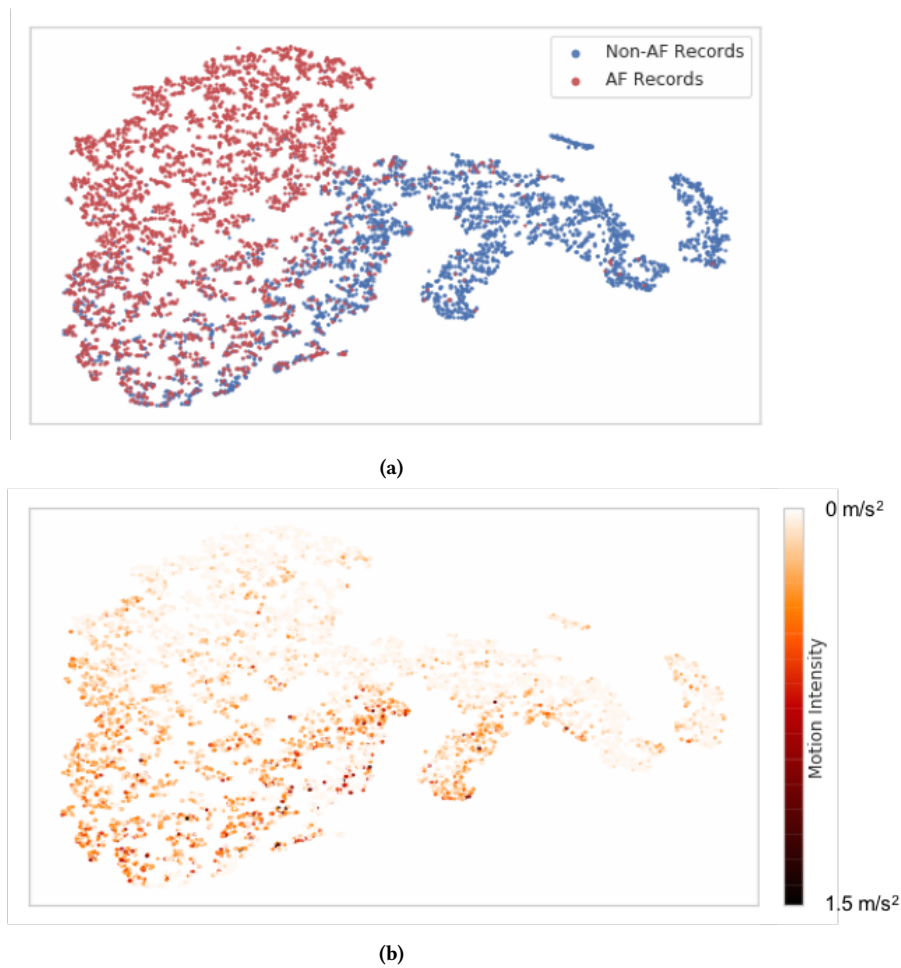 Non-AF Records
AF Records
(a)
0 m/s²
Motion Intensity
1.5 m/s²
(b)